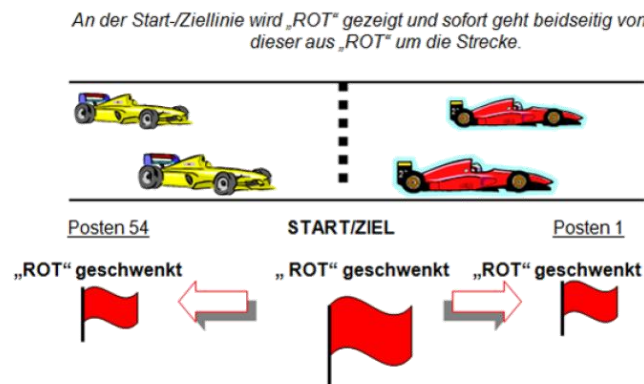 An der Start-/Ziellinie wird „ROT“ gezeigt und sofort geht beidseitig von
dieser aus „ROT“ um die Strecke.
Posten 54 START/ZIEL Posten 1
„ROT“ geschwenkt „ ROT“ geschwenkt „ROT“ geschwenkt